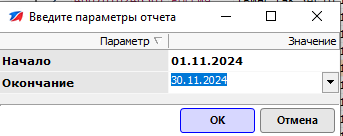 Введите параметры отчета
Параметр Значение
Начало 01.11.2024
Окончание 30.11.2024
OK Отмена